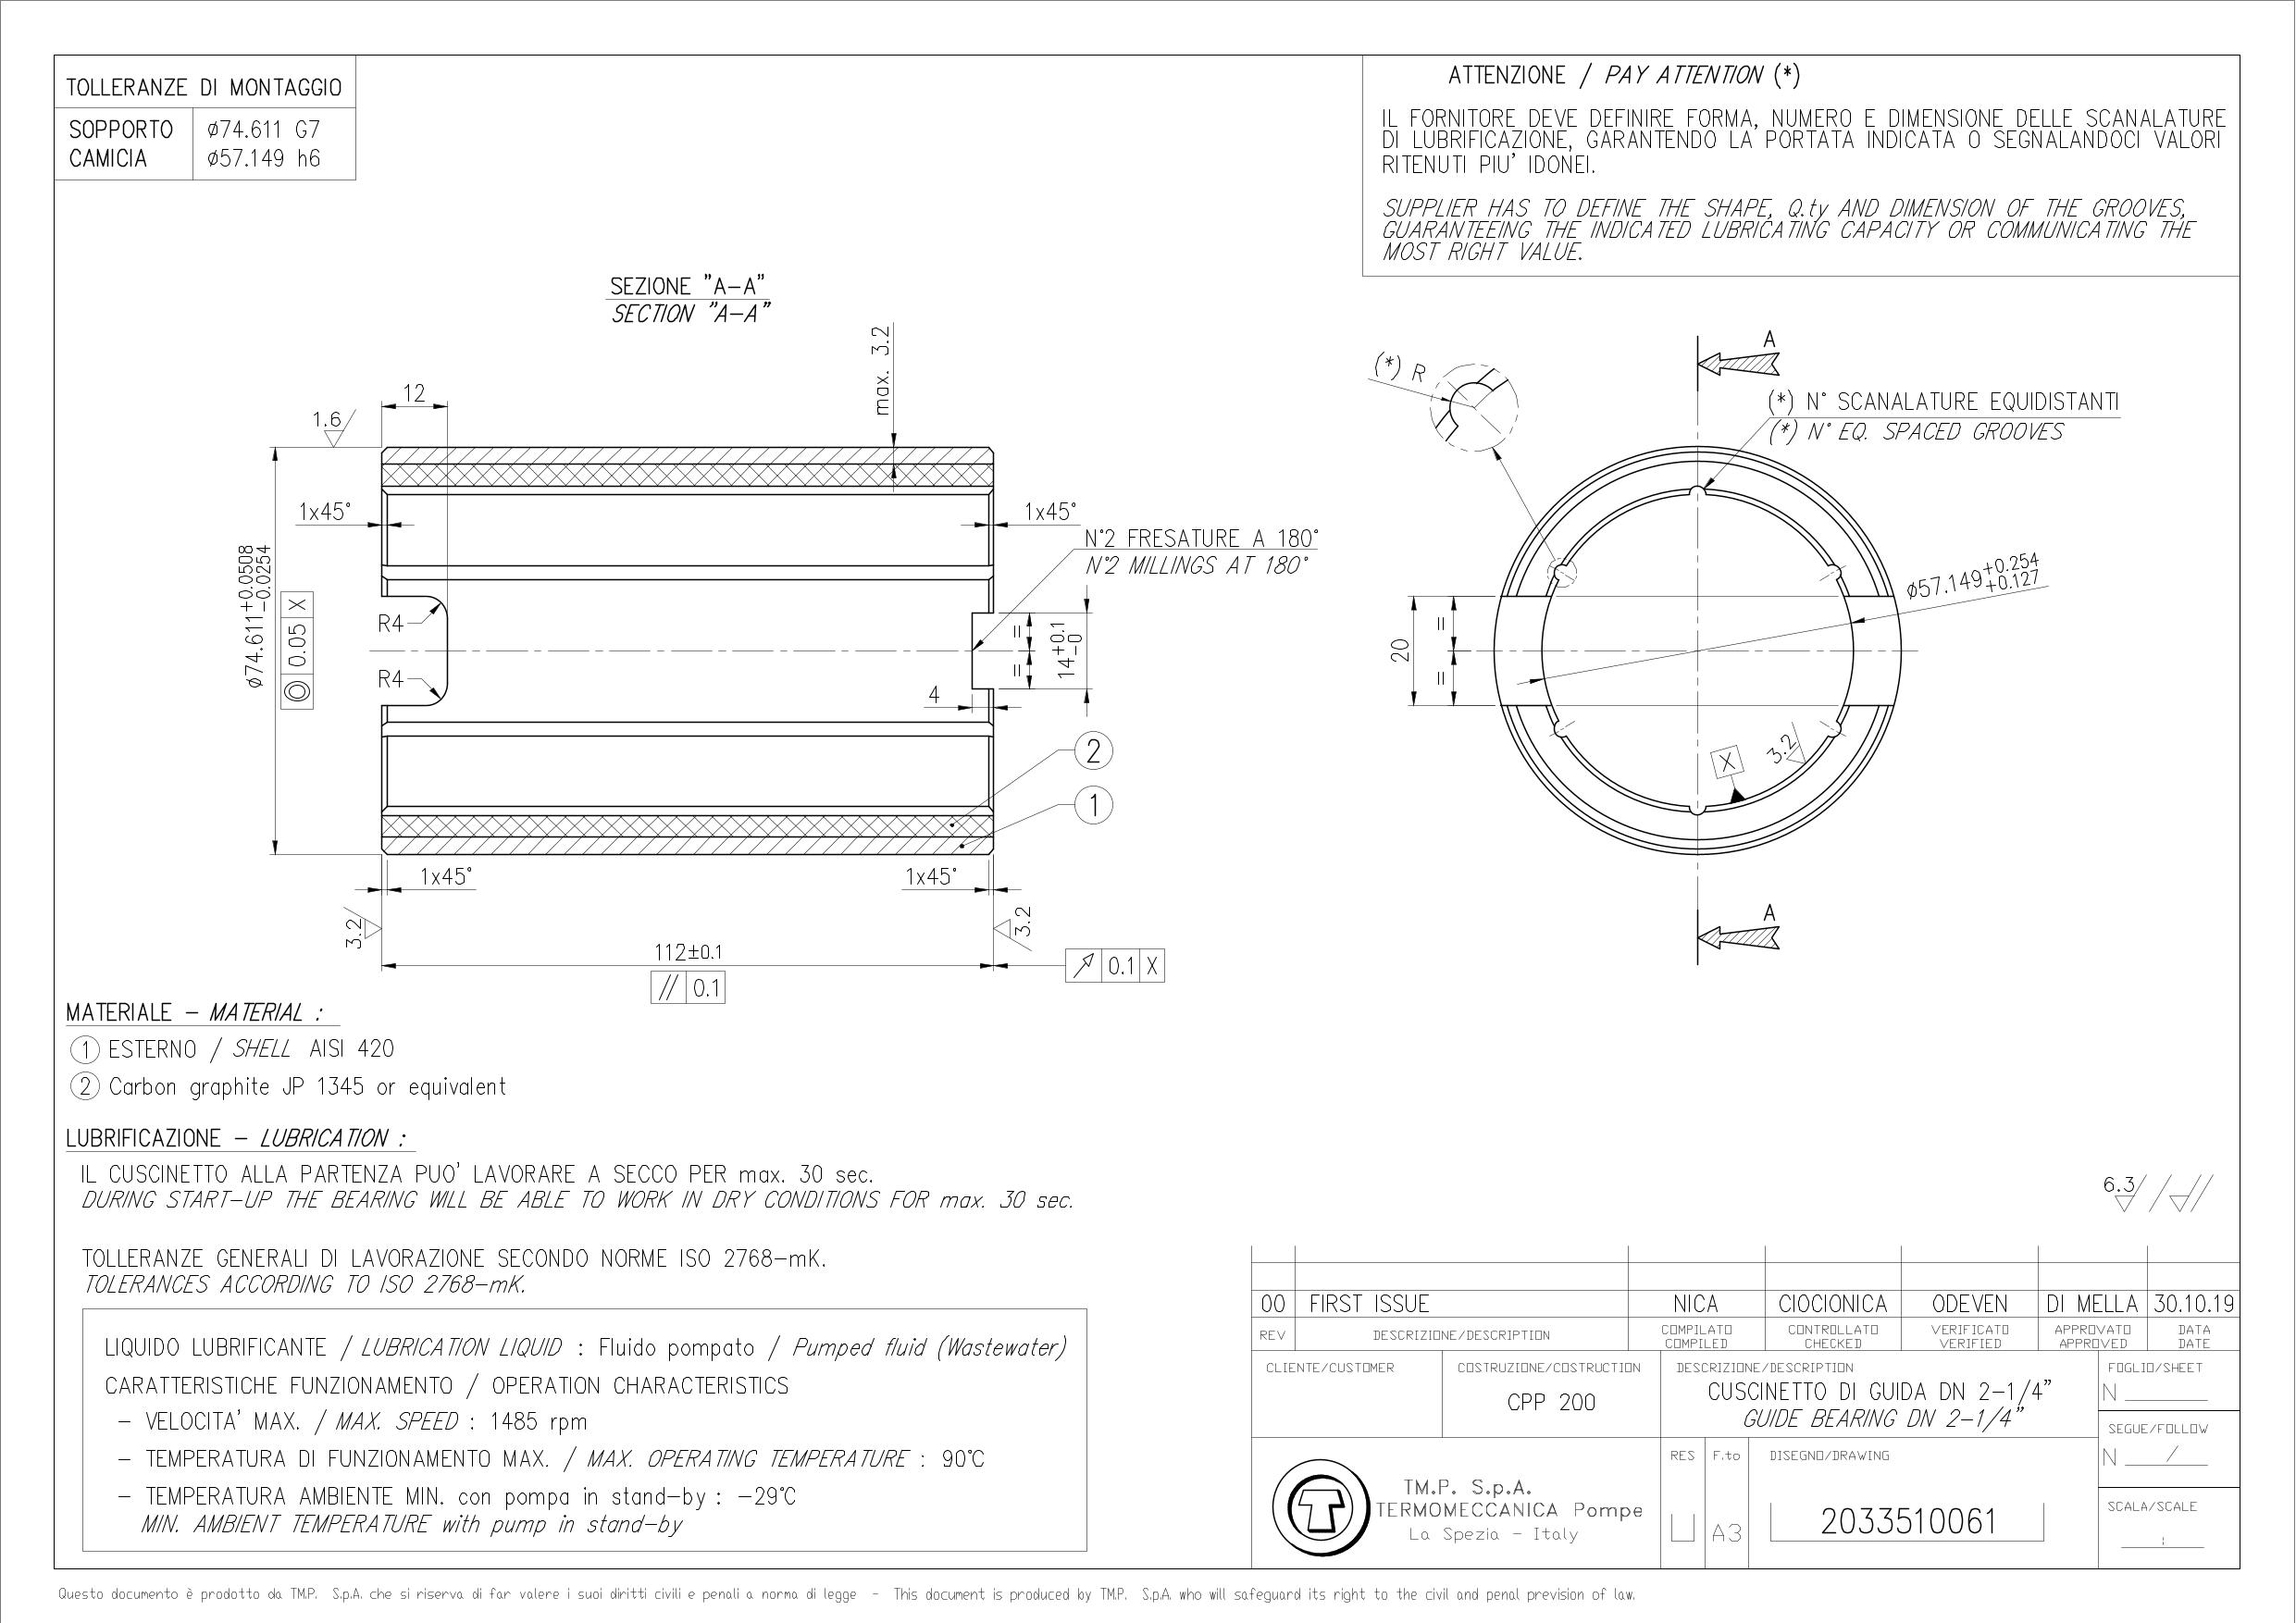 TOLLERANZE DI MONTAGGIO
SOPPORTO ø74.611 G7
CAMICIA ø57.149 h6
ATTENZIONE / PAY ATTENTION (*)
IL FORNITORE DEVE DEFINIRE FORMA, NUMERO E DIMENSIONE DELLE SCANALATURE
DI LUBRIFICAZIONE, GARANTENDO LA PORTATA INDICATA O SEGNALANDOCI VALORI
RITENUTI PIU' IDONEI.
SUPPLIER HAS TO DEFINE THE SHAPE, Q.ty AND DIMENSION OF THE GROOVES,
GUARANTEEING THE INDICATED LUBRICATING CAPACITY OR COMMUNICATING THE
MOST RIGHT VALUE.
SEZIONE "A-A"
SECTION "A-A"
max. 3.2
12
1.6
1x45°
1x45°
N°2 FRESATURE A 180°
N°2 MILLINGS AT 180°
ø74.611+0.0508 -0.0254
◎ 0.05 X
R4
R4
=
=
14+0.1 -0
4
2
1
1x45°
1x45°
3.2
3.2
112±0.1
// 0.1
↗ 0.1 X
A
(*) R
(*) N° SCANALATURE EQUIDISTANTI
(*) N° EQ. SPACED GROOVES
ø57.149+0.254 +0.127
20
=
=
X
3.2
A
MATERIALE - MATERIAL :
1 ESTERNO / SHELL AISI 420
2 Carbon graphite JP 1345 or equivalent
LUBRIFICAZIONE - LUBRICATION :
IL CUSCINETTO ALLA PARTENZA PUO' LAVORARE A SECCO PER max. 30 sec.
DURING START-UP THE BEARING WILL BE ABLE TO WORK IN DRY CONDITIONS FOR max. 30 sec.
TOLLERANZE GENERALI DI LAVORAZIONE SECONDO NORME ISO 2768-mK.
TOLERANCES ACCORDING TO ISO 2768-mK.
LIQUIDO LUBRIFICANTE / LUBRICATION LIQUID : Fluido pompato / Pumped fluid (Wastewater)
CARATTERISTICHE FUNZIONAMENTO / OPERATION CHARACTERISTICS
- VELOCITA' MAX. / MAX. SPEED : 1485 rpm
- TEMPERATURA DI FUNZIONAMENTO MAX. / MAX. OPERATING TEMPERATURE : 90°C
- TEMPERATURA AMBIENTE MIN. con pompa in stand-by : -29°C
MIN. AMBIENT TEMPERATURE with pump in stand-by
6.3
00 FIRST ISSUE NICA CIOCIONICA ODEVEN DI MELLA 30.10.19
REV DESCRIZIONE/DESCRIPTION COMPILATO CONTROLLATO VERIFICATO APPROVATO DATA
COMPILED CHECKED VERIFIED APPROVED DATE
CLIENTE/CUSTOMER COSTRUZIONE/COSTRUCTION DESCRIZIONE/DESCRIPTION FOGLIO/SHEET
CPP 200
CUSCINETTO DI GUIDA DN 2-1/4"
GUIDE BEARING DN 2-1/4"
N
SEGUE/FOLLOW
N /
RES F.to DISEGNO/DRAWING
TM.P. S.p.A.
TERMOMECCANICA Pompe
La Spezia - Italy
A3
2033510061
SCALA/SCALE
:
Questo documento è prodotto da TM.P. S.p.A. che si riserva di far valere i suoi diritti civili e penali a norma di legge - This document is produced by TM.P. S.p.A. who will safeguard its right to the civil and penal prevision of law.